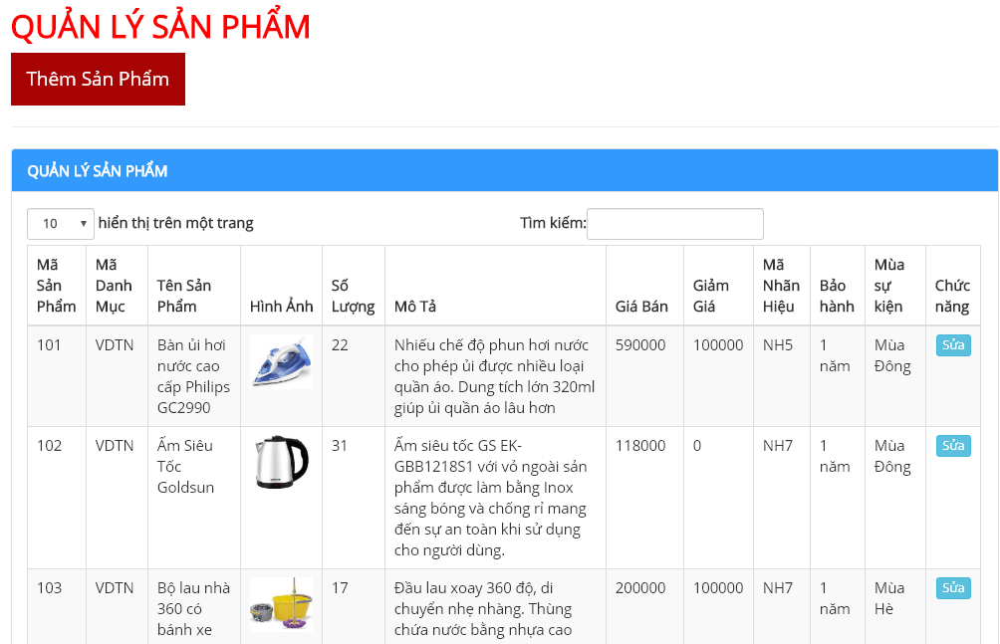 QUẢN LÝ SẢN PHẨM
Thêm Sản Phẩm
QUẢN LÝ SẢN PHẨM
10 hiển thị trên một trang
Tìm kiếm:
Mã Sản Phẩm
Mã Danh Mục
Tên Sản Phẩm
Hình Ảnh
Số Lượng
Mô Tả
Giá Bán
Giảm Giá
Mã Nhãn Hiệu
Bảo hành
Mùa sự kiện
Chức năng
101
VDTN
Bàn ủi hơi
nước cao
cấp Philips
GC2990
22
Nhiếu chế độ phun hơi nước
cho phép ủi được nhiều loại
quần áo. Dung tích lớn 320ml
giúp ủi quần áo lâu hơn
590000
100000
NH5
1
năm
Mùa
Đông
Sửa
102
VDTN
Ấm Siêu
Tốc
Goldsun
31
Ấm siêu tốc GS EK-
GBB1218S1 với vỏ ngoài sản
phẩm được làm bằng Inox
sáng bóng và chống rỉ mang
đến sự an toàn khi sử dụng
cho người dùng.
118000
0
NH7
1
năm
Mùa
Đông
Sửa
103
VDTN
Bộ lau nhà
360 có
bánh xe
17
Đầu lau xoay 360 độ, di
chuyển nhẹ nhàng. Thùng
chứa nước bằng nhựa cao
200000
100000
NH7
1
năm
Mùa
Hè
Sửa